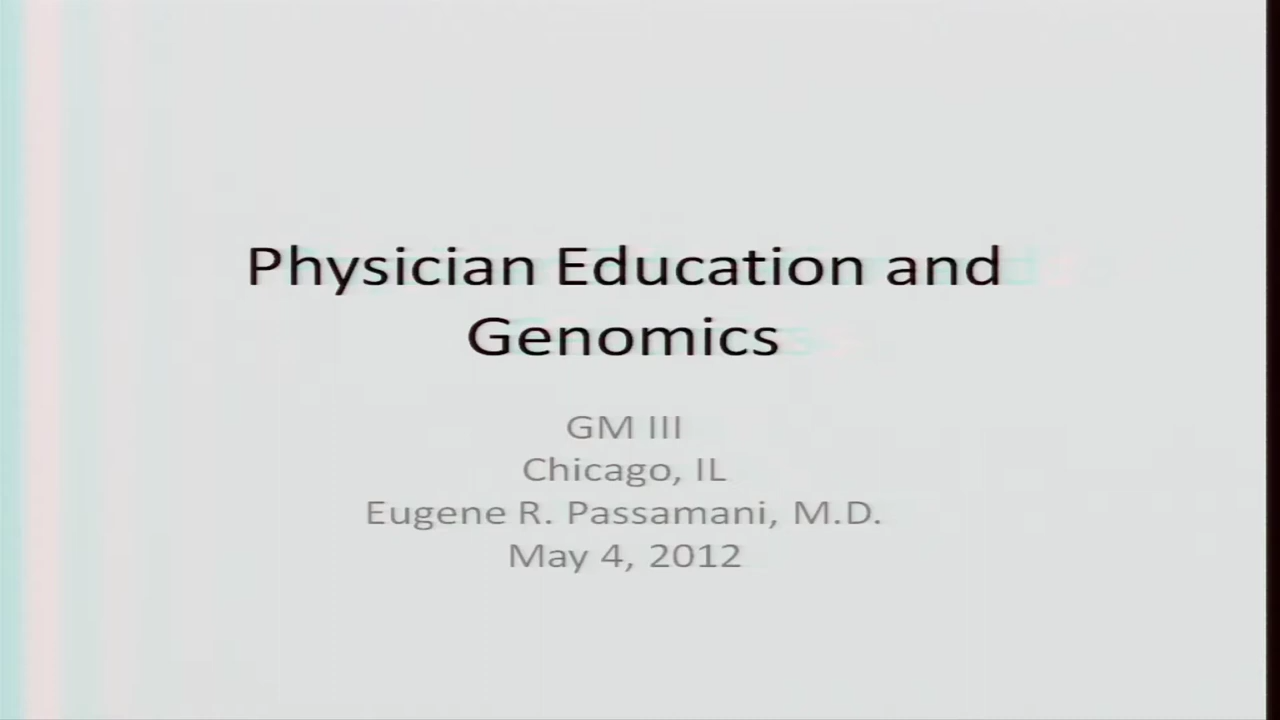 Physician Education and
Genomics
GM III
Chicago, IL
Eugene R. Passamani, M.D.
May 4, 2012